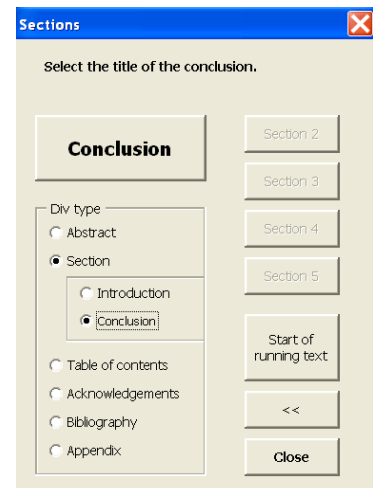 Sections
Select the title of the conclusion.
Conclusion
Div type
Abstract
Section
Introduction
Conclusion
Table of contents
Acknowledgements
Bibliography
Appendix
Section 2
Section 3
Section 4
Section 5
Start of
running text
<<
Close